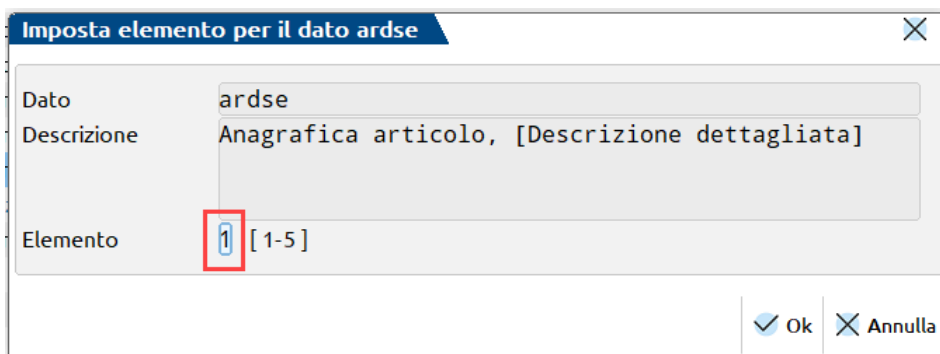 Imposta elemento per il dato ardse
Dato ardse
Descrizione Anagrafica articolo, [Descrizione dettagliata]
Elemento 1 [1-5]
Ok Annulla